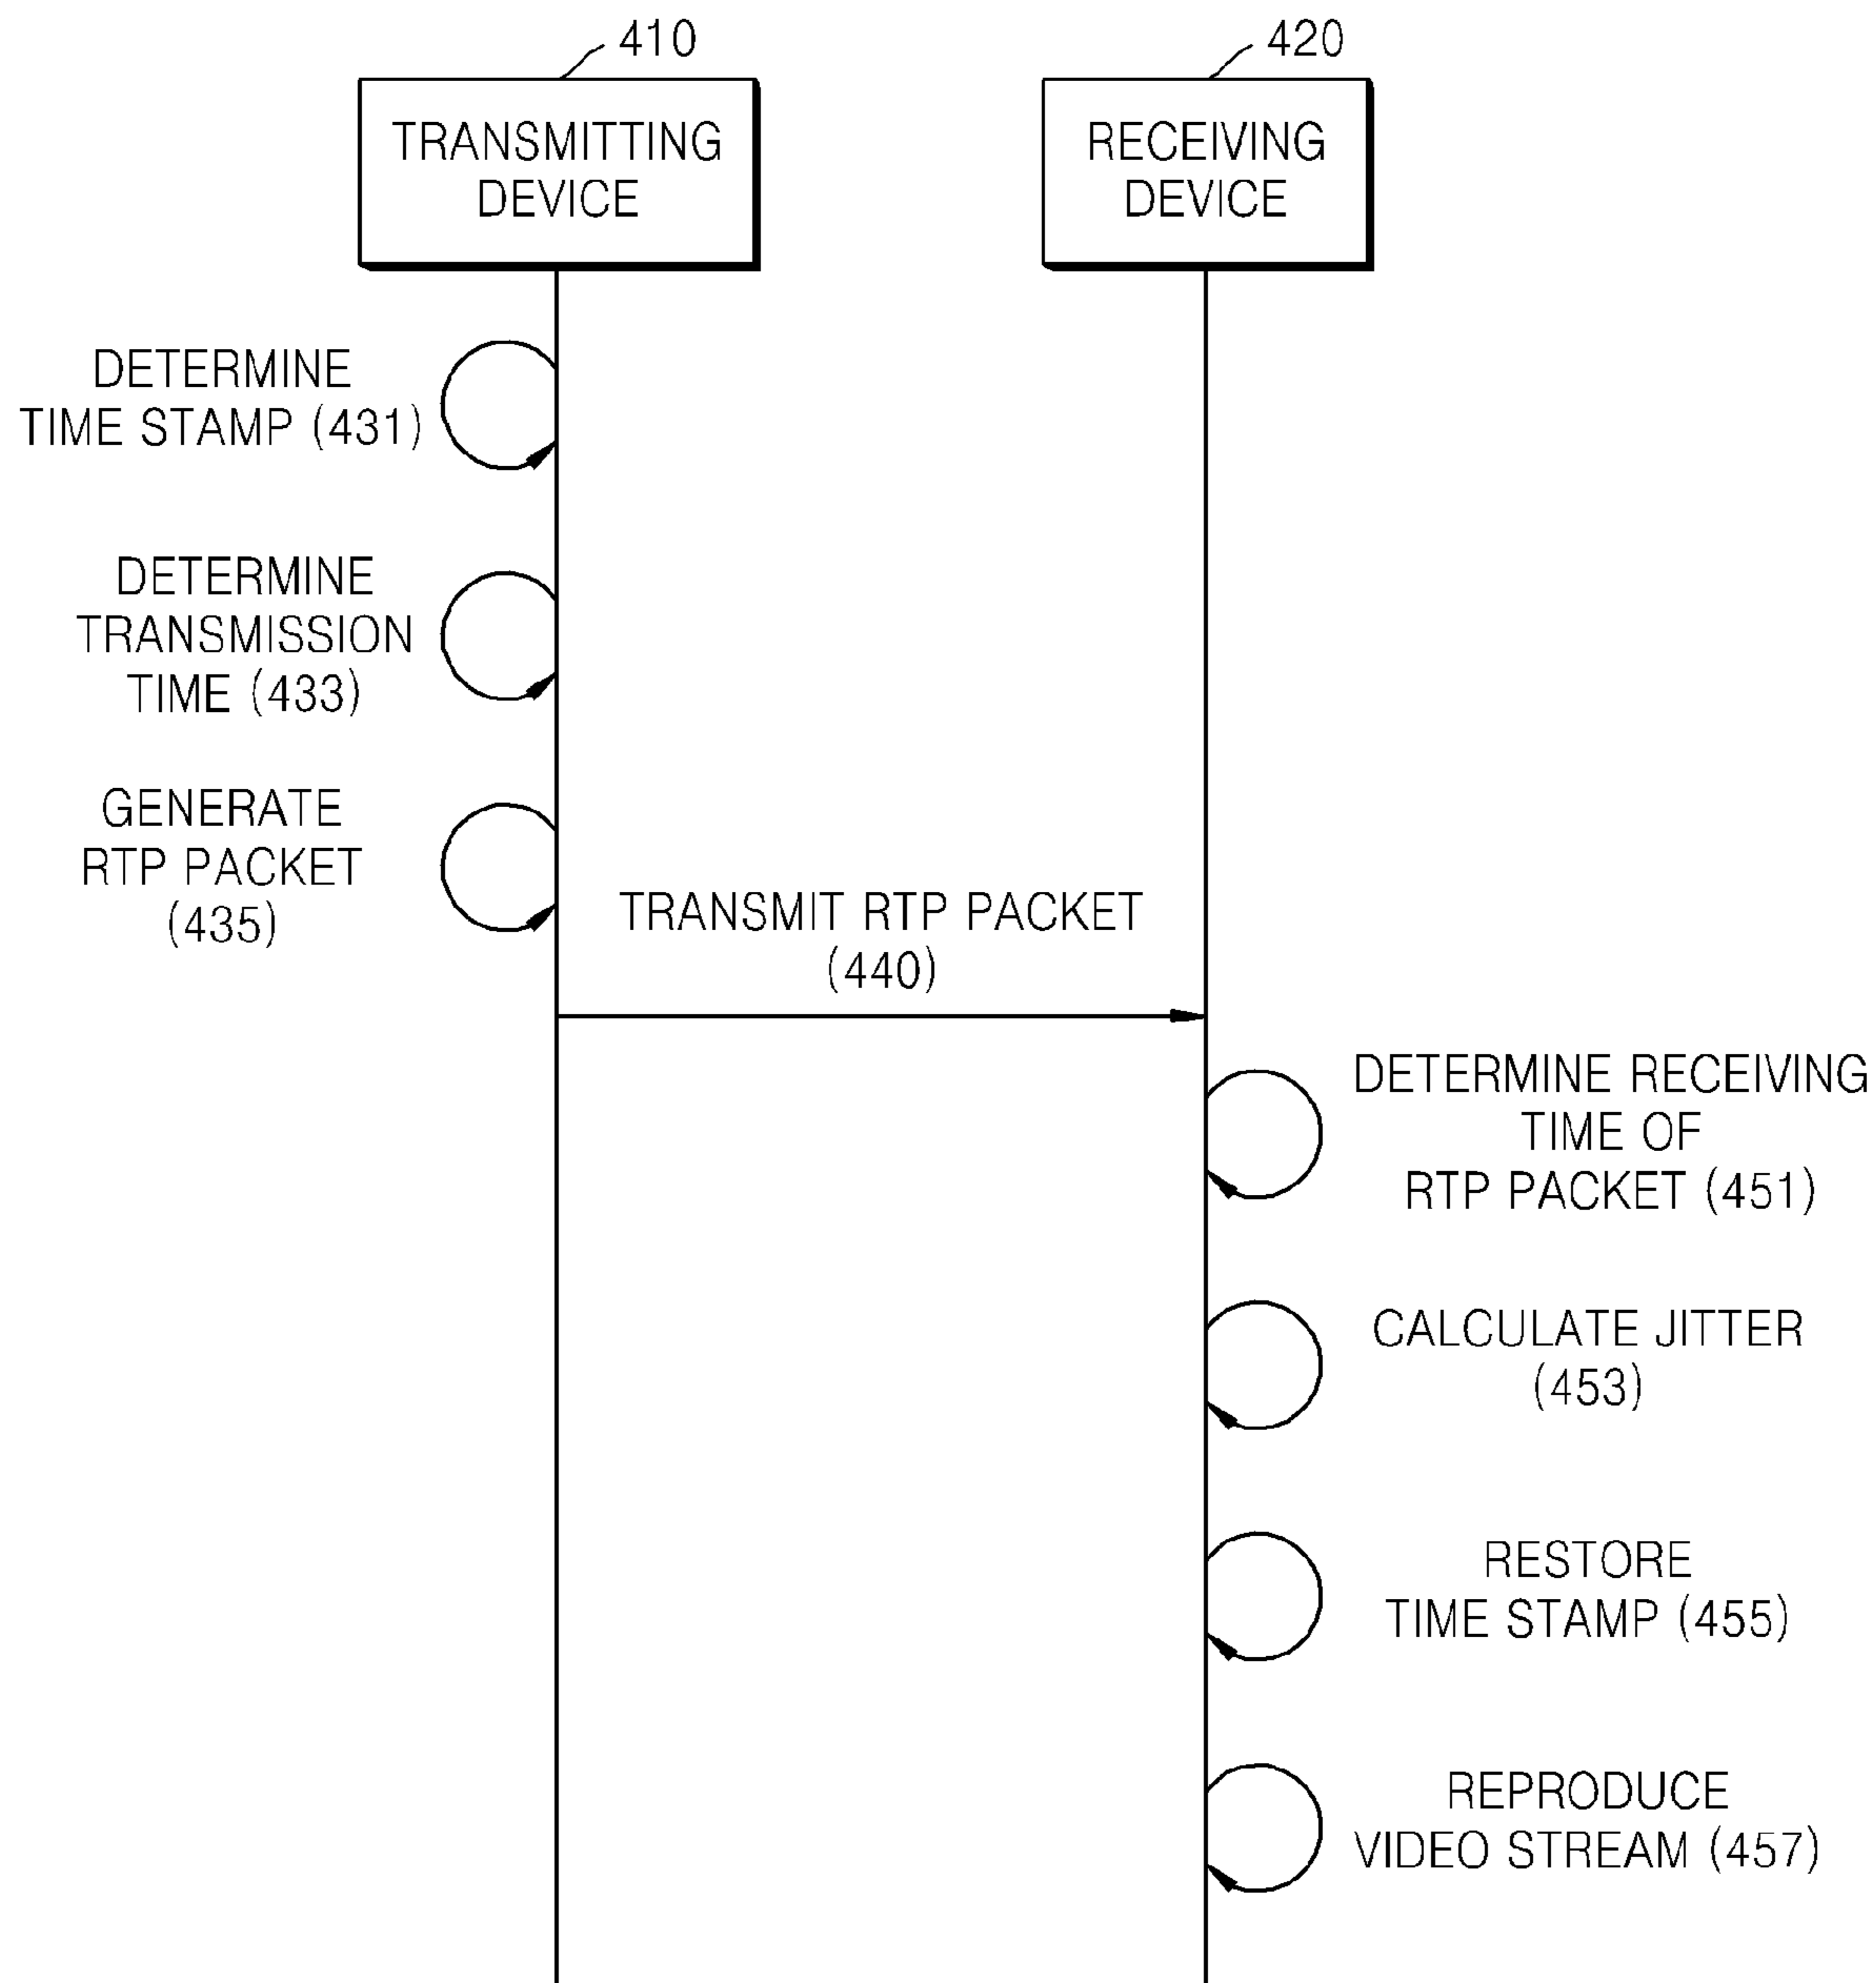 410
420
TRANSMITTING
DEVICE
RECEIVING
DEVICE
DETERMINE
TIME STAMP (431)
DETERMINE
TRANSMISSION
TIME (433)
GENERATE
RTP PACKET
(435)
TRANSMIT RTP PACKET
(440)
DETERMINE RECEIVING
TIME OF
RTP PACKET (451)
CALCULATE JITTER
(453)
RESTORE
TIME STAMP (455)
REPRODUCE
VIDEO STREAM (457)